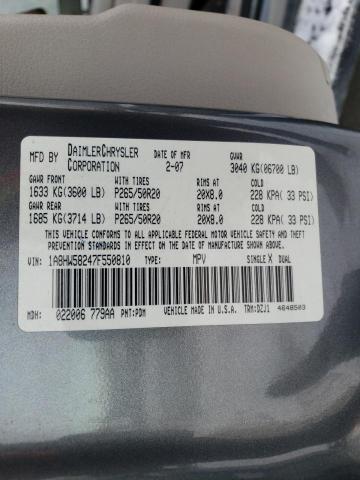 MFD BY DAIMLERCHRYSLER CORPORATION DATE OF MFR 2-07 GVWR 3040 KG(06700 LB)
GAWR FRONT WITH TIRES RIMS AT COLD
1633 KG(3600 LB) P265/50R20 20X8.0 228 KPA( 33 PSI)
GAWR REAR WITH TIRES RIMS AT COLD
1685 KG(3714 LB) P265/50R20 20X8.0 228 KPA( 33 PSI)
THIS VEHICLE CONFORMS TO ALL APPLICABLE FEDERAL MOTOR VEHICLE SAFETY,
BUMPER, AND THEFT PREVENTION STANDARDS IN EFFECT ON THE DATE OF MANUFACTURE SHOWN ABOVE.
VIN: 1A8HW58247F550810 TYPE: MPV SINGLE X DUAL
VEHICLE MADE IN U.S.A. 4648503
MDH: 022006 779AA PNT:PDM TRM:DZJ1